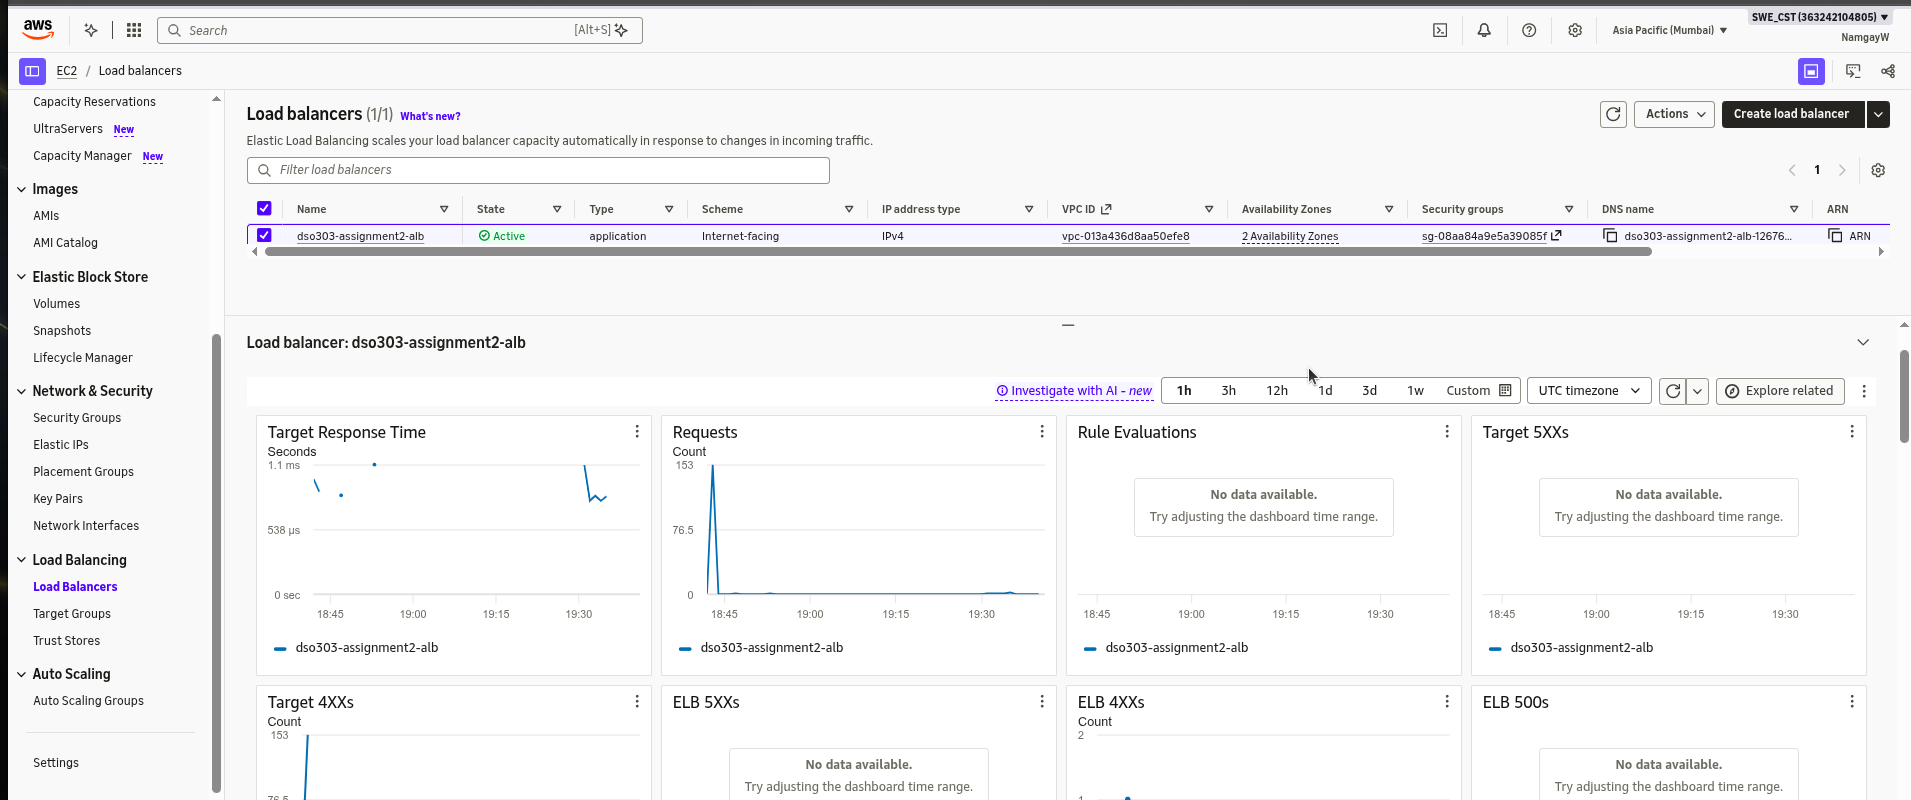 aws
Search [Alt+S]
Asia Pacific (Mumbai)
SWE_CST (363242104805)
NamgayW
EC2 / Load balancers
Capacity Reservations
UltraServers New
Capacity Manager New
Images
AMIs
AMI Catalog
Elastic Block Store
Volumes
Snapshots
Lifecycle Manager
Network & Security
Security Groups
Elastic IPs
Placement Groups
Key Pairs
Network Interfaces
Load Balancing
Load Balancers
Target Groups
Trust Stores
Auto Scaling
Auto Scaling Groups
Settings
Load balancers (1/1) What's new?
Actions
Create load balancer
Elastic Load Balancing scales your load balancer capacity automatically in response to changes in incoming traffic.
Filter load balancers
1
Name State Type Scheme IP address type VPC ID Availability Zones Security groups DNS name ARN
dso303-assignment2-alb Active application Internet-facing IPv4 vpc-013a436d8aa50efe8 2 Availability Zones sg-08aa84a9e5a39085f dso303-assignment2-alb-12676... ARN
Load balancer: dso303-assignment2-alb
Investigate with AI - new 1h 3h 12h 1d 3d 1w Custom UTC timezone Explore related
Target Response Time
Seconds
1.1 ms
538 µs
0 sec
18:45 19:00 19:15 19:30
dso303-assignment2-alb
Requests
Count
153
76.5
0
18:45 19:00 19:15 19:30
dso303-assignment2-alb
Rule Evaluations
No data available.
Try adjusting the dashboard time range.
18:45 19:00 19:15 19:30
dso303-assignment2-alb
Target 5XXs
No data available.
Try adjusting the dashboard time range.
18:45 19:00 19:15 19:30
dso303-assignment2-alb
Target 4XXs
Count
153
76.5
ELB 5XXs
No data available.
Try adjusting the dashboard time range.
ELB 4XXs
Count
2
1
ELB 500s
No data available.
Try adjusting the dashboard time range.